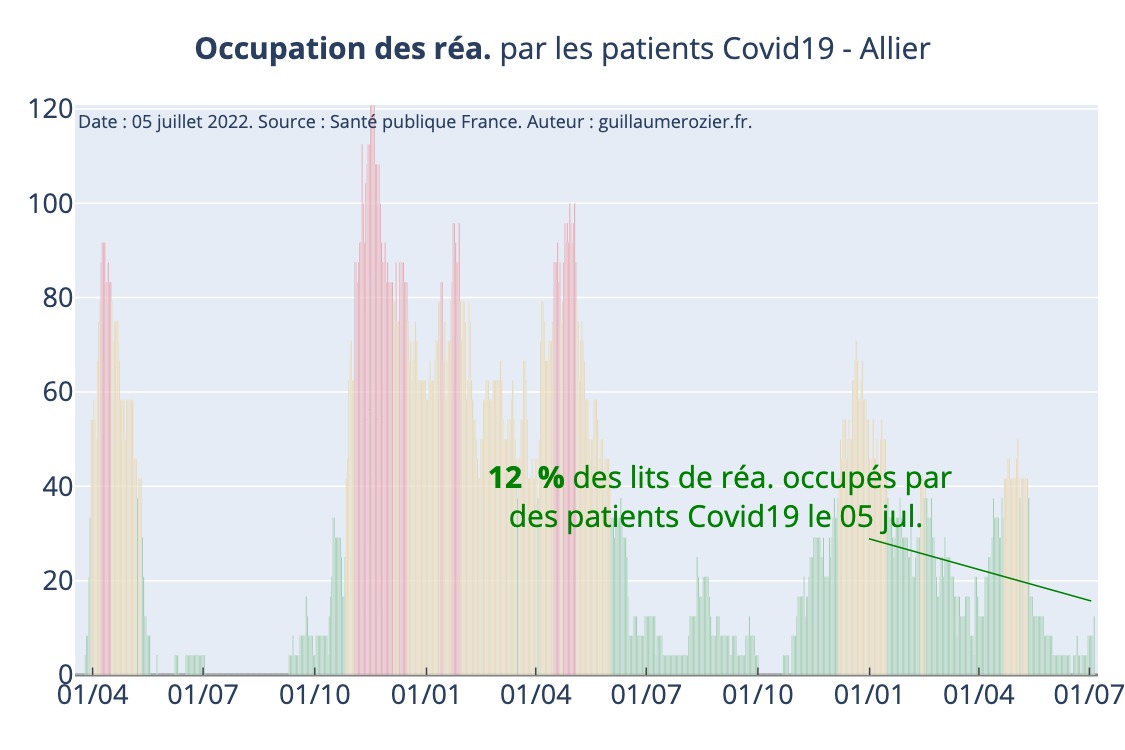 Occupation des réa. par les patients Covid19 - Allier
120
Date : 05 juillet 2022. Source : Santé publique France. Auteur : guillaumerozier.fr.
100
80
60
40
20
0
12 % des lits de réa. occupés par
des patients Covid19 le 05 jul.
01/04 01/07 01/10 01/01 01/04 01/07 01/10 01/01 01/04 01/07